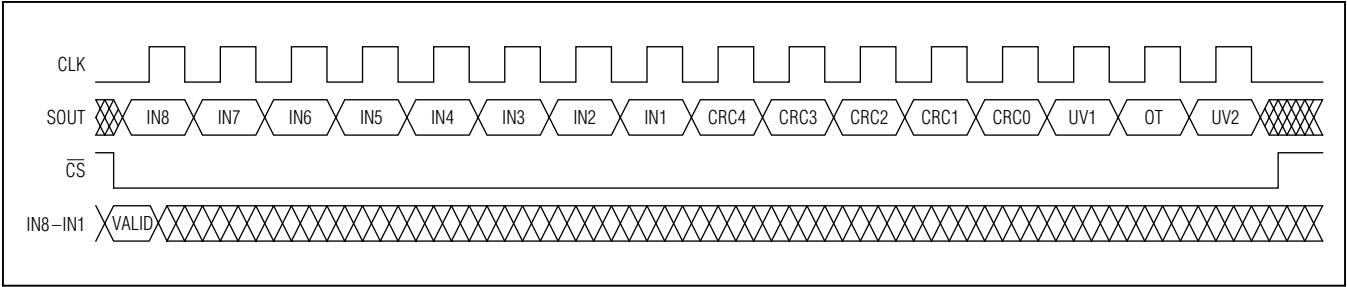 CLK
SOUT IN8 IN7 IN6 IN5 IN4 IN3 IN2 IN1 CRC4 CRC3 CRC2 CRC1 CRC0 UV1 OT UV2
CS
IN8–IN1 VALID